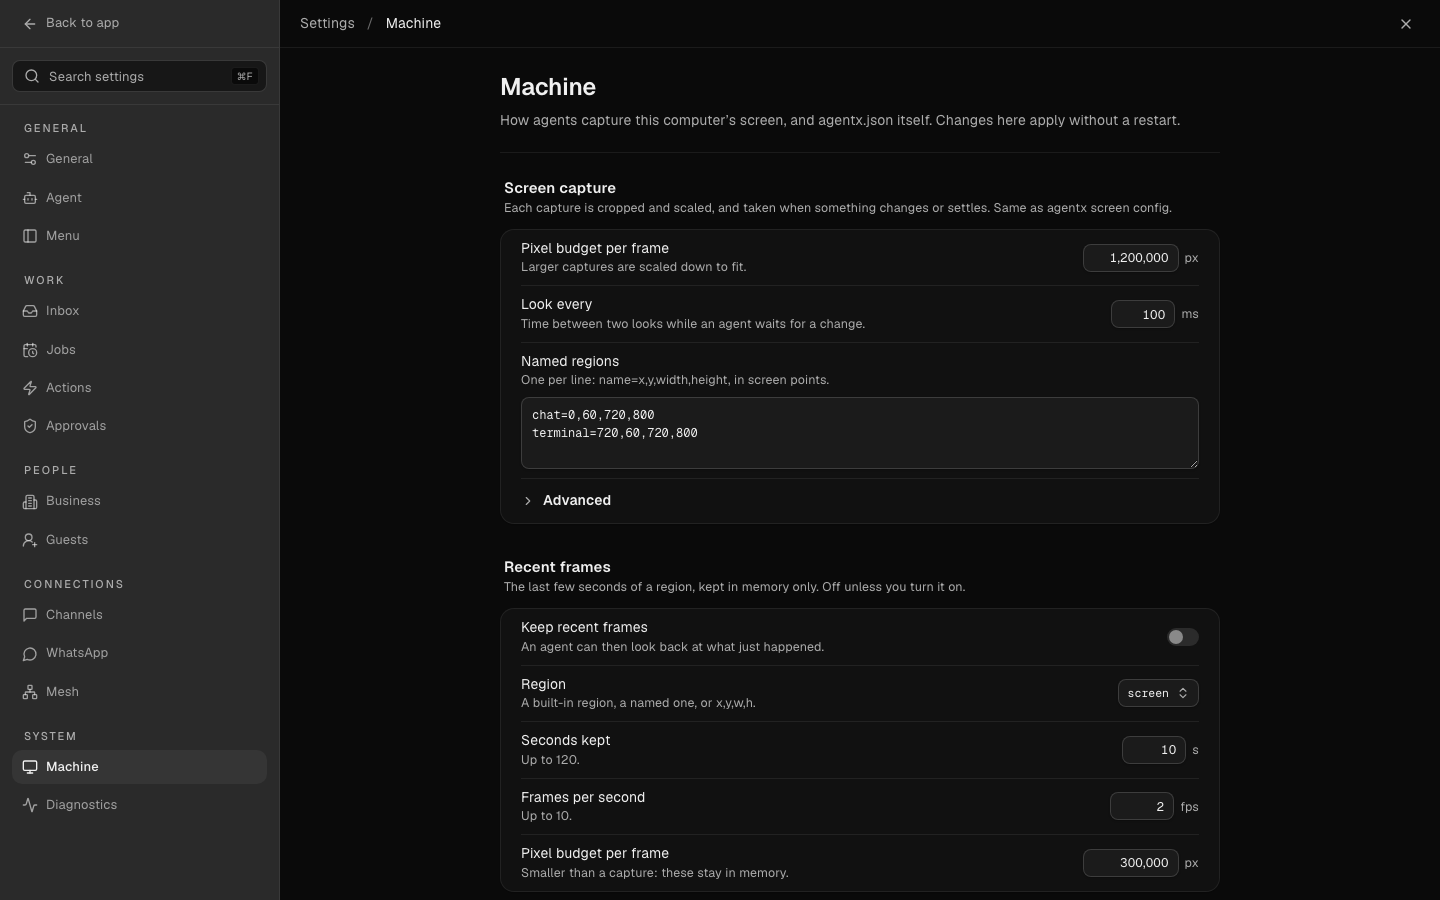 Back to app
Search settings ⌘F
GENERAL
General
Agent
Menu
WORK
Inbox
Jobs
Actions
Approvals
PEOPLE
Business
Guests
CONNECTIONS
Channels
WhatsApp
Mesh
SYSTEM
Machine
Diagnostics
Settings / Machine
Machine
How agents capture this computer’s screen, and agentx.json itself. Changes here apply without a restart.
Screen capture
Each capture is cropped and scaled, and taken when something changes or settles. Same as agentx screen config.
Pixel budget per frame
Larger captures are scaled down to fit.
1,200,000 px
Look every
Time between two looks while an agent waits for a change.
100 ms
Named regions
One per line: name=x,y,width,height, in screen points.
chat=0,60,720,800
terminal=720,60,720,800
Advanced
Recent frames
The last few seconds of a region, kept in memory only. Off unless you turn it on.
Keep recent frames
An agent can then look back at what just happened.
Region
A built-in region, a named one, or x,y,w,h.
screen
Seconds kept
Up to 120.
10 s
Frames per second
Up to 10.
2 fps
Pixel budget per frame
Smaller than a capture: these stay in memory.
300,000 px